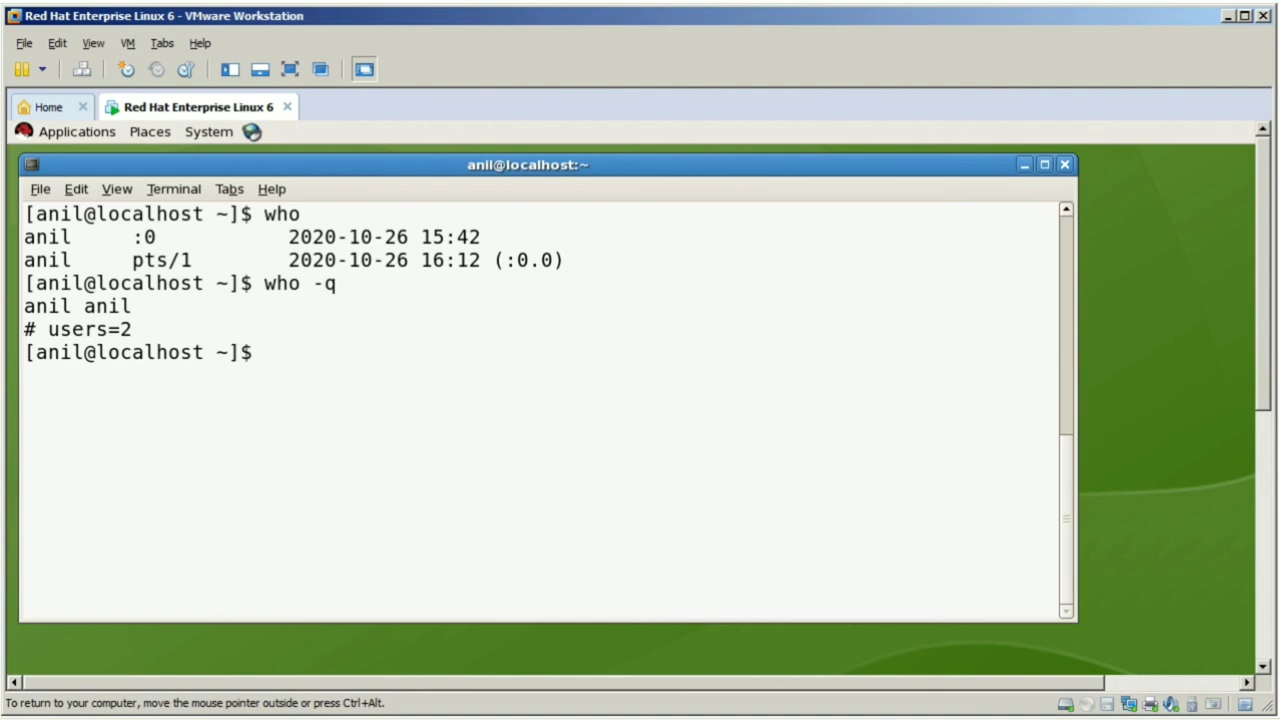 Red Hat Enterprise Linux 6 - VMware Workstation
File Edit View VM Tabs Help
Home Red Hat Enterprise Linux 6
Applications Places System
anil@localhost:~
File Edit View Terminal Tabs Help
[anil@localhost ~]$ who
anil     :0           2020-10-26 15:42
anil     pts/1        2020-10-26 16:12 (:0.0)
[anil@localhost ~]$ who -q
anil anil
# users=2
[anil@localhost ~]$
To return to your computer, move the mouse pointer outside or press Ctrl+Alt.